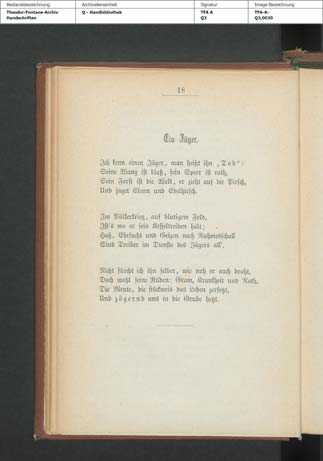 Bestandsbezeichnung Archivalieneinheit Signatur Image Bezeichnung
Theodor-Fontane-Archiv Q - Handbibliothek TFA A TFA-A-
Handschriften Q3 Q3,0030
18
Ein Jäger.
Ich kenn einen Jäger, man heißt ihn „Tod“:
Seine Wang ist blaß, sein Speer ist roth,
Sein Forst ist die Welt, er zieht auf die Pirsch,
Und jaget Elenn und Edelhirsch.
Im Völkerkrieg, auf blutigem Feld,
Ist's wo er sein Kesseltreiben hält;
Haß, Ehrsucht und Geizen nach Ruhmesschall
Sind Treiber im Dienste des Jägers all'.
Nicht fürcht ich ihn selber, wie nah er auch droht,
Doch wohl seine Rüden: Gram, Krankheit und Noth,
Die Meute, die stückweis das Leben zerfetzt,
Und zögernd uns in die Grube hetzt.